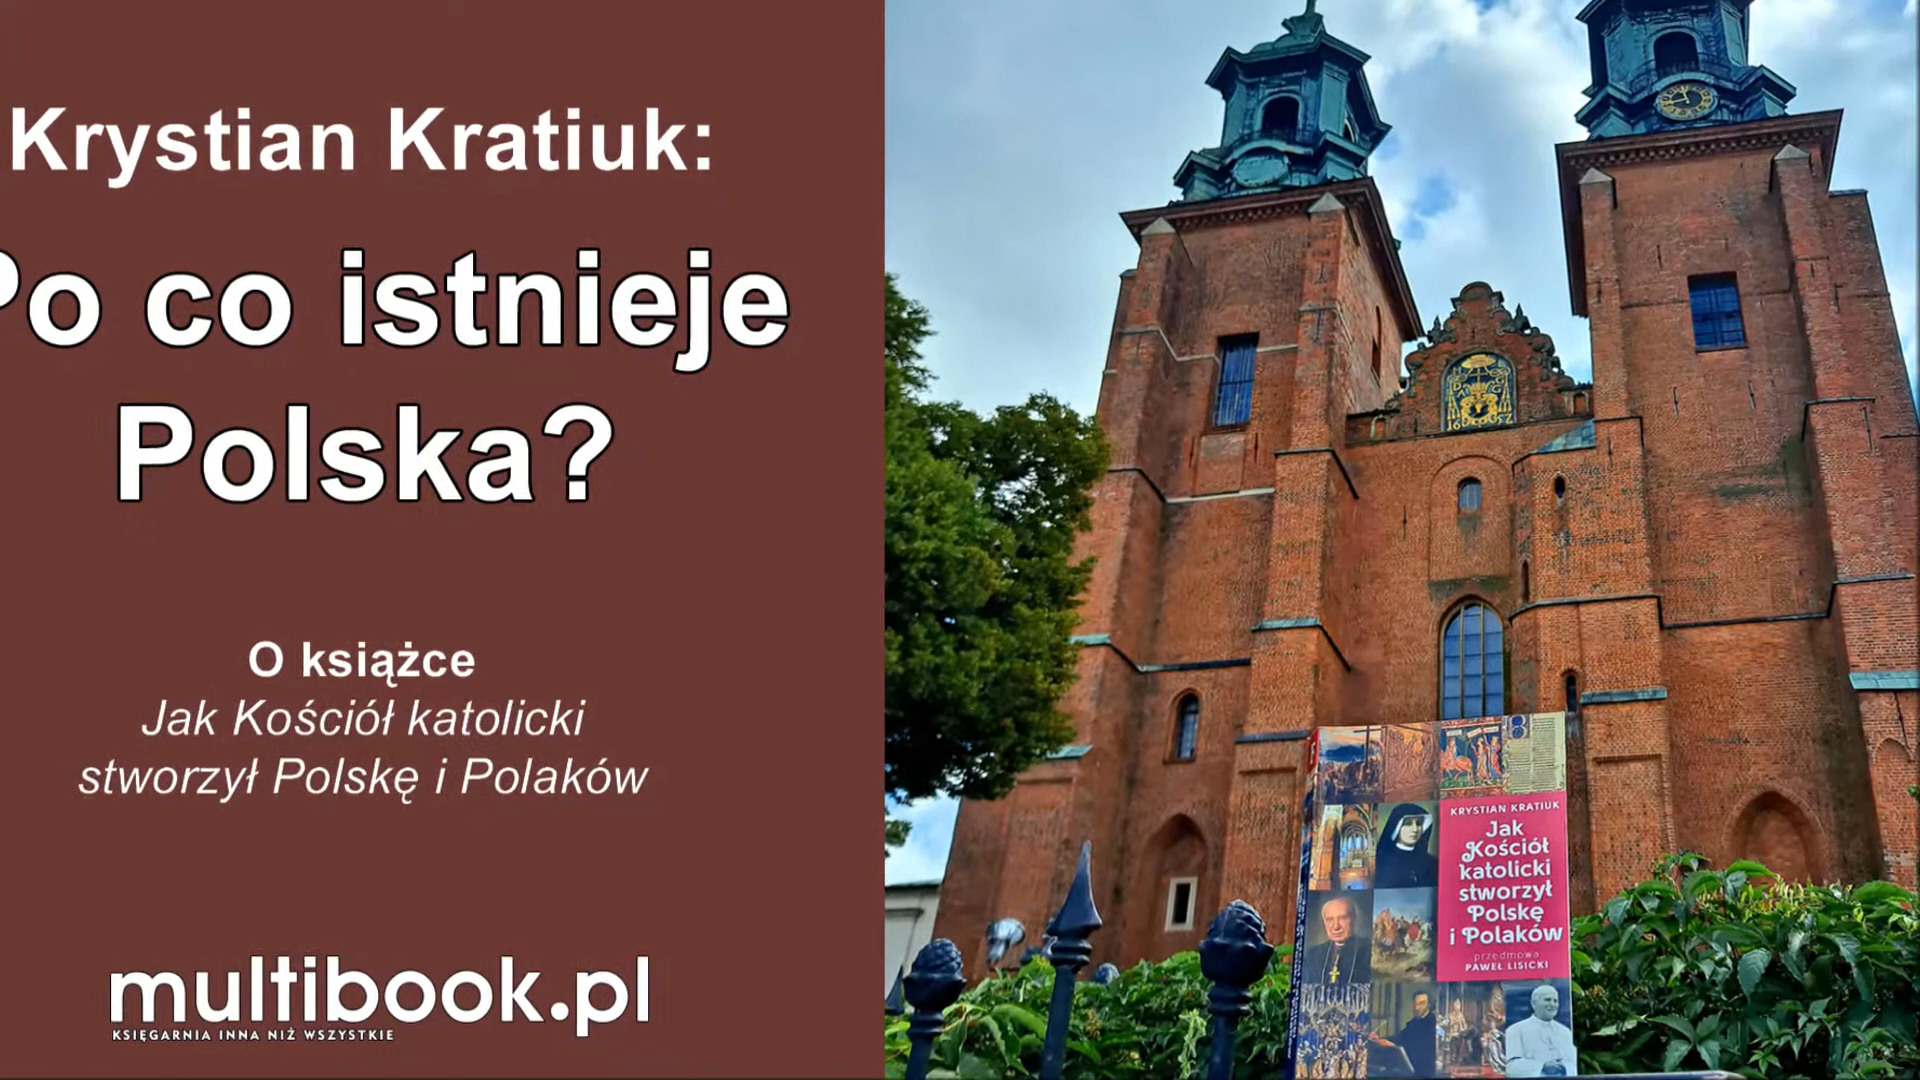 Krystian Kratiuk:
Po co istnieje
Polska?
O książce
Jak Kościół katolicki
stworzył Polskę i Polaków
multibook.pl
KSIĘGARNIA INNA NIŻ WSZYSTKIE
KRYSTIAN KRATIUK
Jak
Kościół
katolicki
stworzył
Polskę
i Polaków
przedmowa
PAWEŁ LISICKI